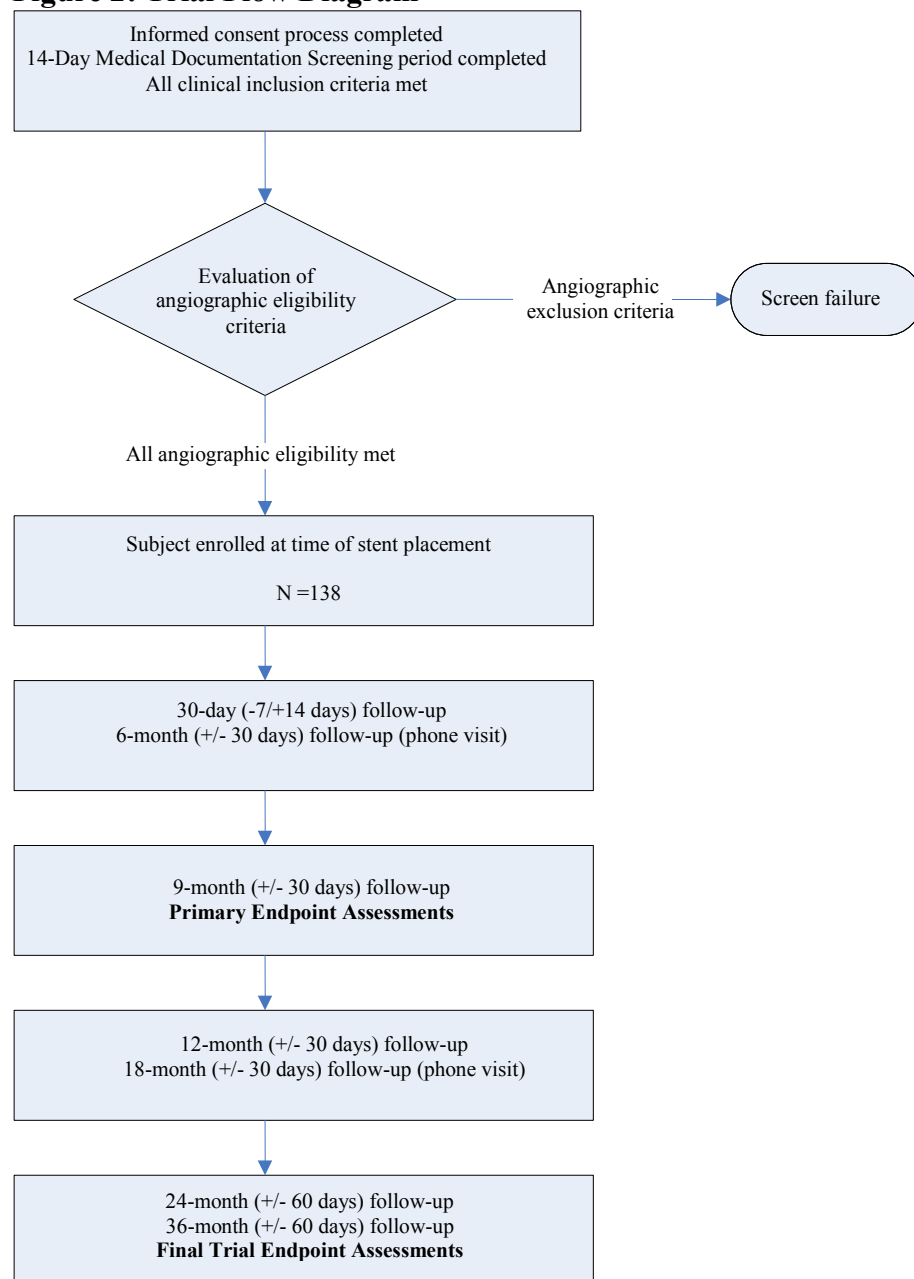 Figure 2: Trial Flow Diagram
Informed consent process completed
14-Day Medical Documentation Screening period completed
All clinical inclusion criteria met
Evaluation of
angiographic eligibility
criteria
Angiographic
exclusion criteria
Screen failure
All angiographic eligibility met
Subject enrolled at time of stent placement
N =138
30-day (-7/+14 days) follow-up
6-month (+/- 30 days) follow-up (phone visit)
9-month (+/- 30 days) follow-up
Primary Endpoint Assessments
12-month (+/- 30 days) follow-up
18-month (+/- 30 days) follow-up (phone visit)
24-month (+/- 60 days) follow-up
36-month (+/- 60 days) follow-up
Final Trial Endpoint Assessments